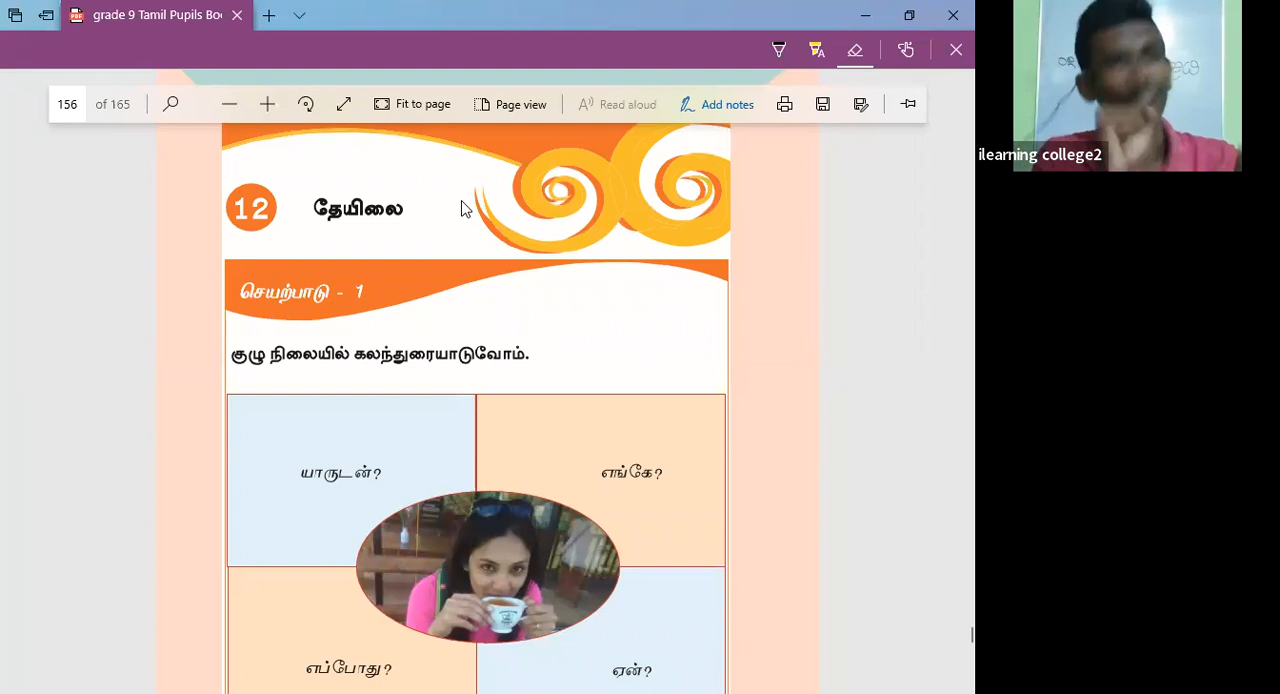 grade 9 Tamil Pupils Boo
156 of 165
Fit to page
Page view
Read aloud
Add notes
ilearning college2
12 தேயிலை
செயற்பாடு - 1
குழு நிலையில் கலந்துரையாடுவோம்.
யாருடன்?
எங்கே?
எப்போது?
ஏன்?